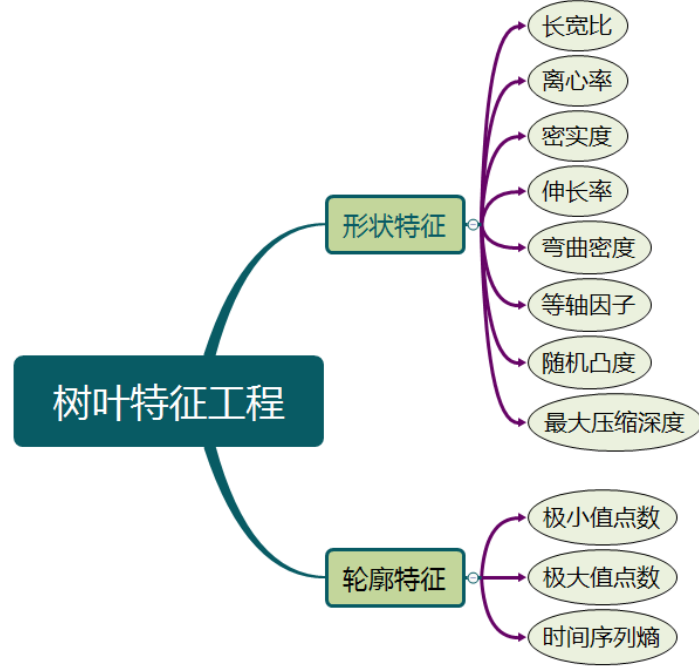 树叶特征工程
形状特征
长宽比
离心率
密实度
伸长率
弯曲密度
等轴因子
随机凸度
最大压缩深度
轮廓特征
极小值点数
极大值点数
时间序列熵